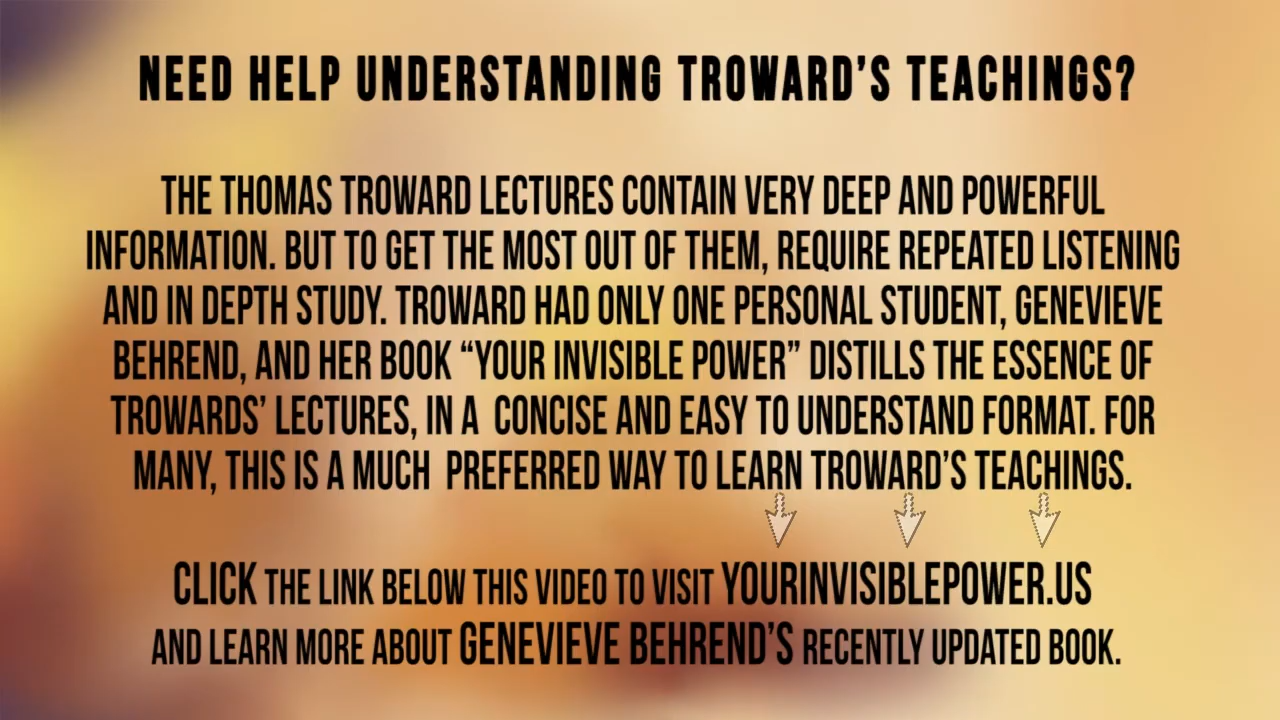 NEED HELP UNDERSTANDING TROWARD’S TEACHINGS?
THE THOMAS TROWARD LECTURES CONTAIN VERY DEEP AND POWERFUL
INFORMATION. BUT TO GET THE MOST OUT OF THEM, REQUIRE REPEATED LISTENING
AND IN DEPTH STUDY. TROWARD HAD ONLY ONE PERSONAL STUDENT, GENEVIEVE
BEHREND, AND HER BOOK “YOUR INVISIBLE POWER” DISTILLS THE ESSENCE OF
TROWARDS’ LECTURES, IN A CONCISE AND EASY TO UNDERSTAND FORMAT. FOR
MANY, THIS IS A MUCH PREFERRED WAY TO LEARN TROWARD’S TEACHINGS.
CLICK THE LINK BELOW THIS VIDEO TO VISIT YOURINVISIBLEPOWER.US
AND LEARN MORE ABOUT GENEVIEVE BEHREND’S RECENTLY UPDATED BOOK.